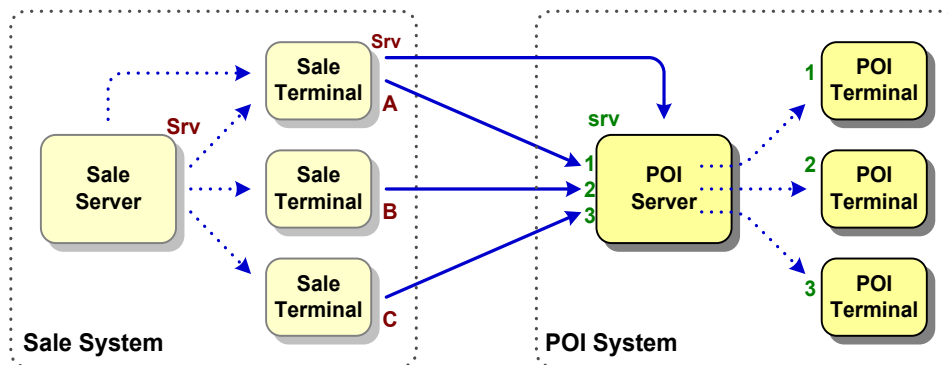 Srv
Sale
Terminal
A
POI
Terminal
1
Srv
srv
Sale
Server
Sale
Terminal
B
1
2
3
POI
Server
2
POI
Terminal
Sale
Terminal
C
3
POI
Terminal
Sale System
POI System